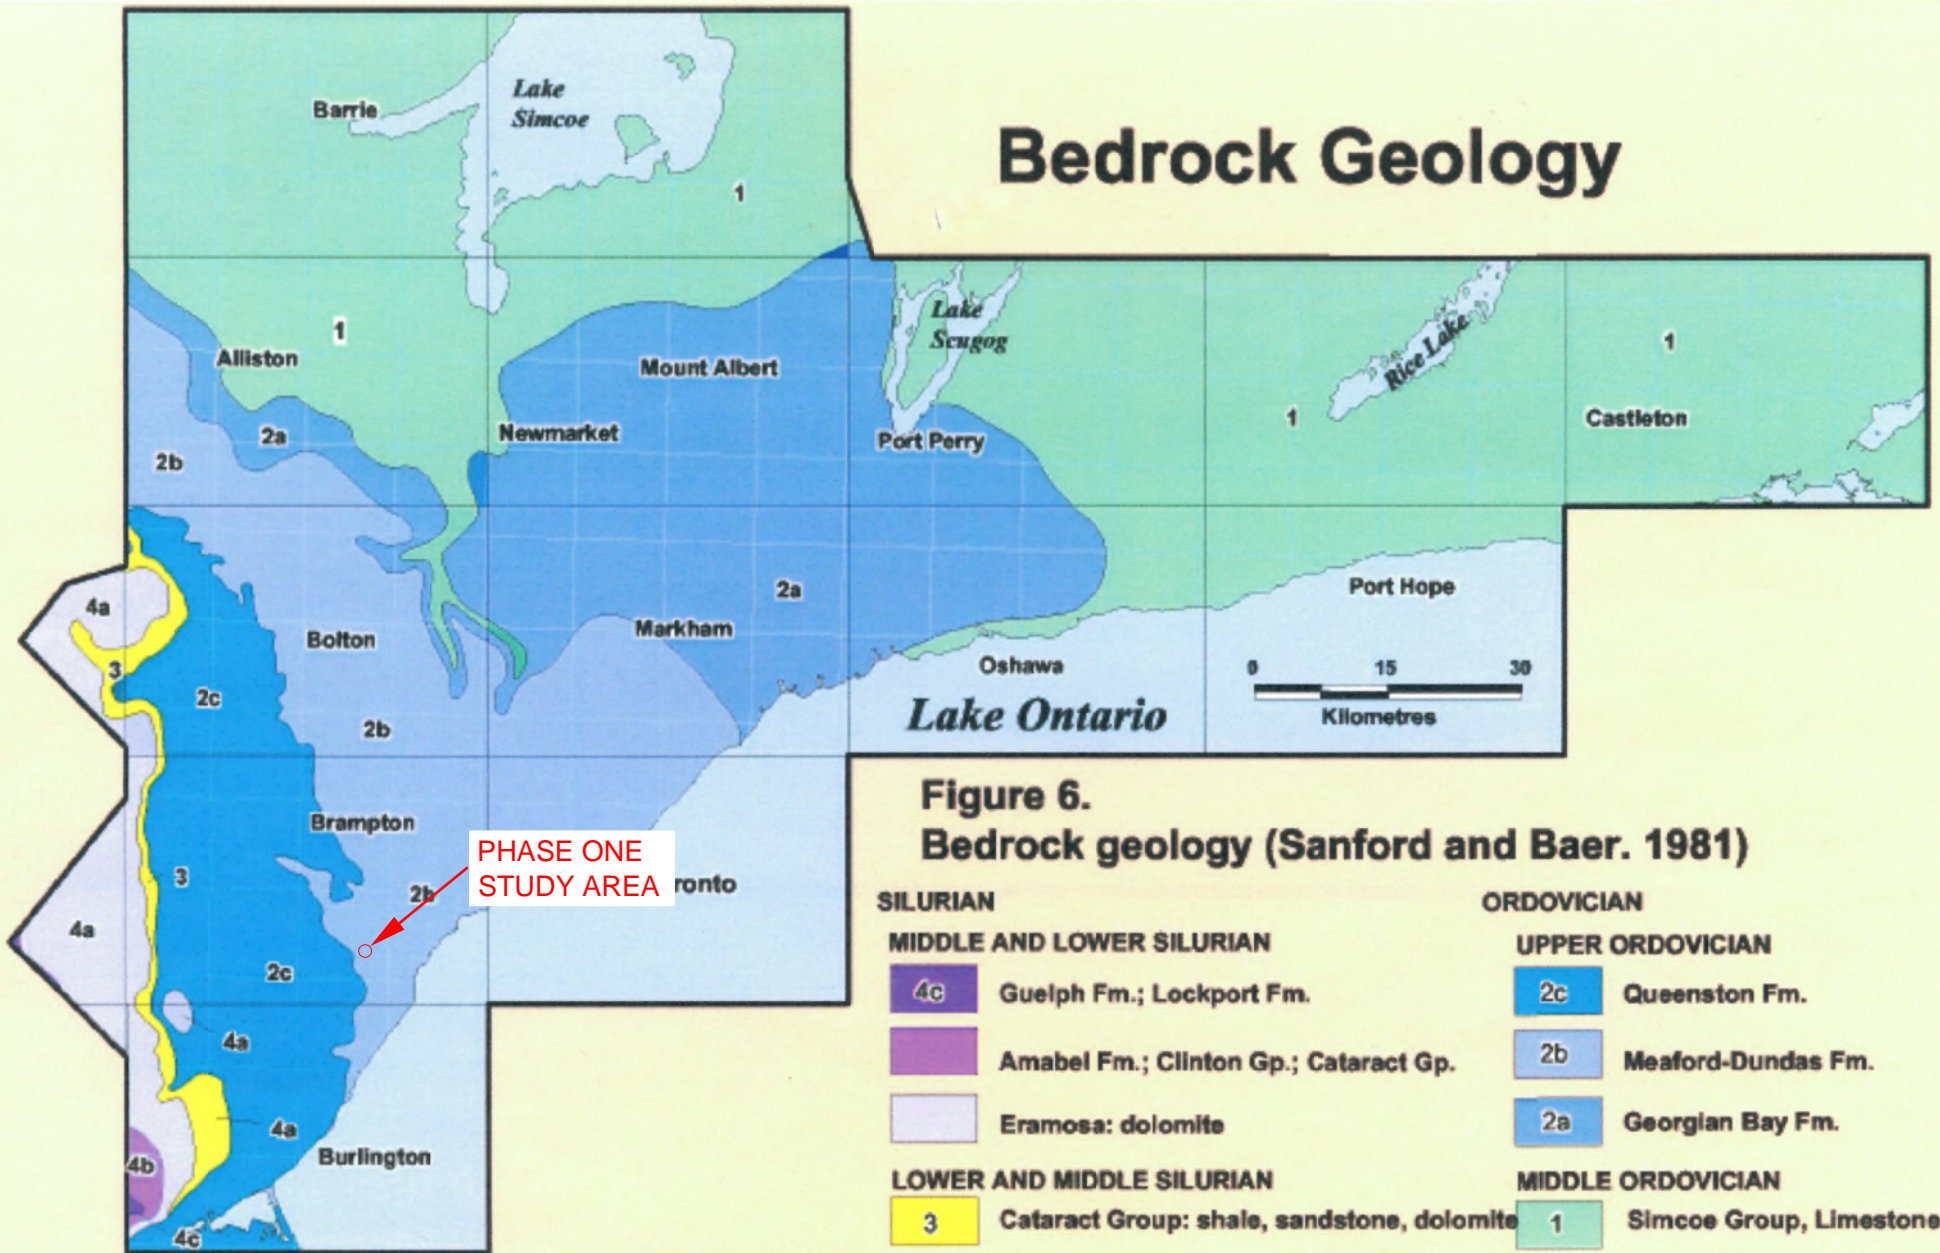 Bedrock Geology
Lake
Simcoe
Barrie
1
1
Alliston
Mount Albert
Lake
Scugog
Rice Lake
1
1
Castleton
2a
Newmarket
Port Perry
2b
4a
2a
Port Hope
Bolton
Markham
3
2c
Oshawa
0 15 30
Kilometres
2b
Lake Ontario
Brampton
PHASE ONE
STUDY AREA
ronto
3
2b
4a
2c
4a
4a
4b
Burlington
4c
Figure 6.
Bedrock geology (Sanford and Baer. 1981)
SILURIAN
MIDDLE AND LOWER SILURIAN
4c Guelph Fm.; Lockport Fm.
Amabel Fm.; Clinton Gp.; Cataract Gp.
Eramosa: dolomite
LOWER AND MIDDLE SILURIAN
3 Cataract Group: shale, sandstone, dolomite
ORDOVICIAN
UPPER ORDOVICIAN
2c Queenston Fm.
2b Meaford-Dundas Fm.
2a Georgian Bay Fm.
MIDDLE ORDOVICIAN
1 Simcoe Group, Limestone